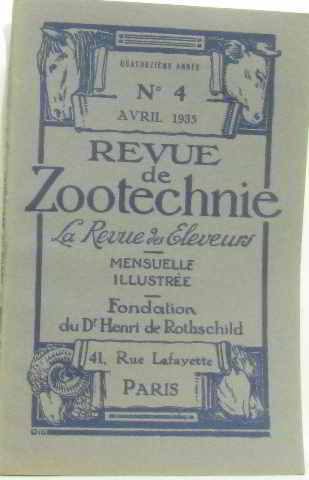 QUATORZIÈME ANNÉE
N° 4
AVRIL 1935
REVUE
de
Zootechnie
La Revue des Eleveurs
MENSUELLE
ILLUSTRÉE
Fondation
du Dr Henri de Rothschild
41, Rue Lafayette
PARIS